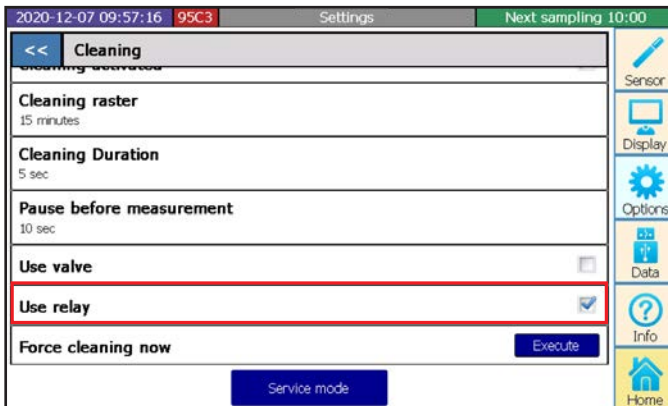 2020-12-07 09:57:16 95C3 Settings Next sampling 10:00
<< Cleaning
Cleaning activated
Sensor
Cleaning raster
15 minutes
Display
Cleaning Duration
5 sec
Options
Pause before measurement
10 sec
Use valve
Data
Use relay
Info
Force cleaning now Execute
Service mode
Home